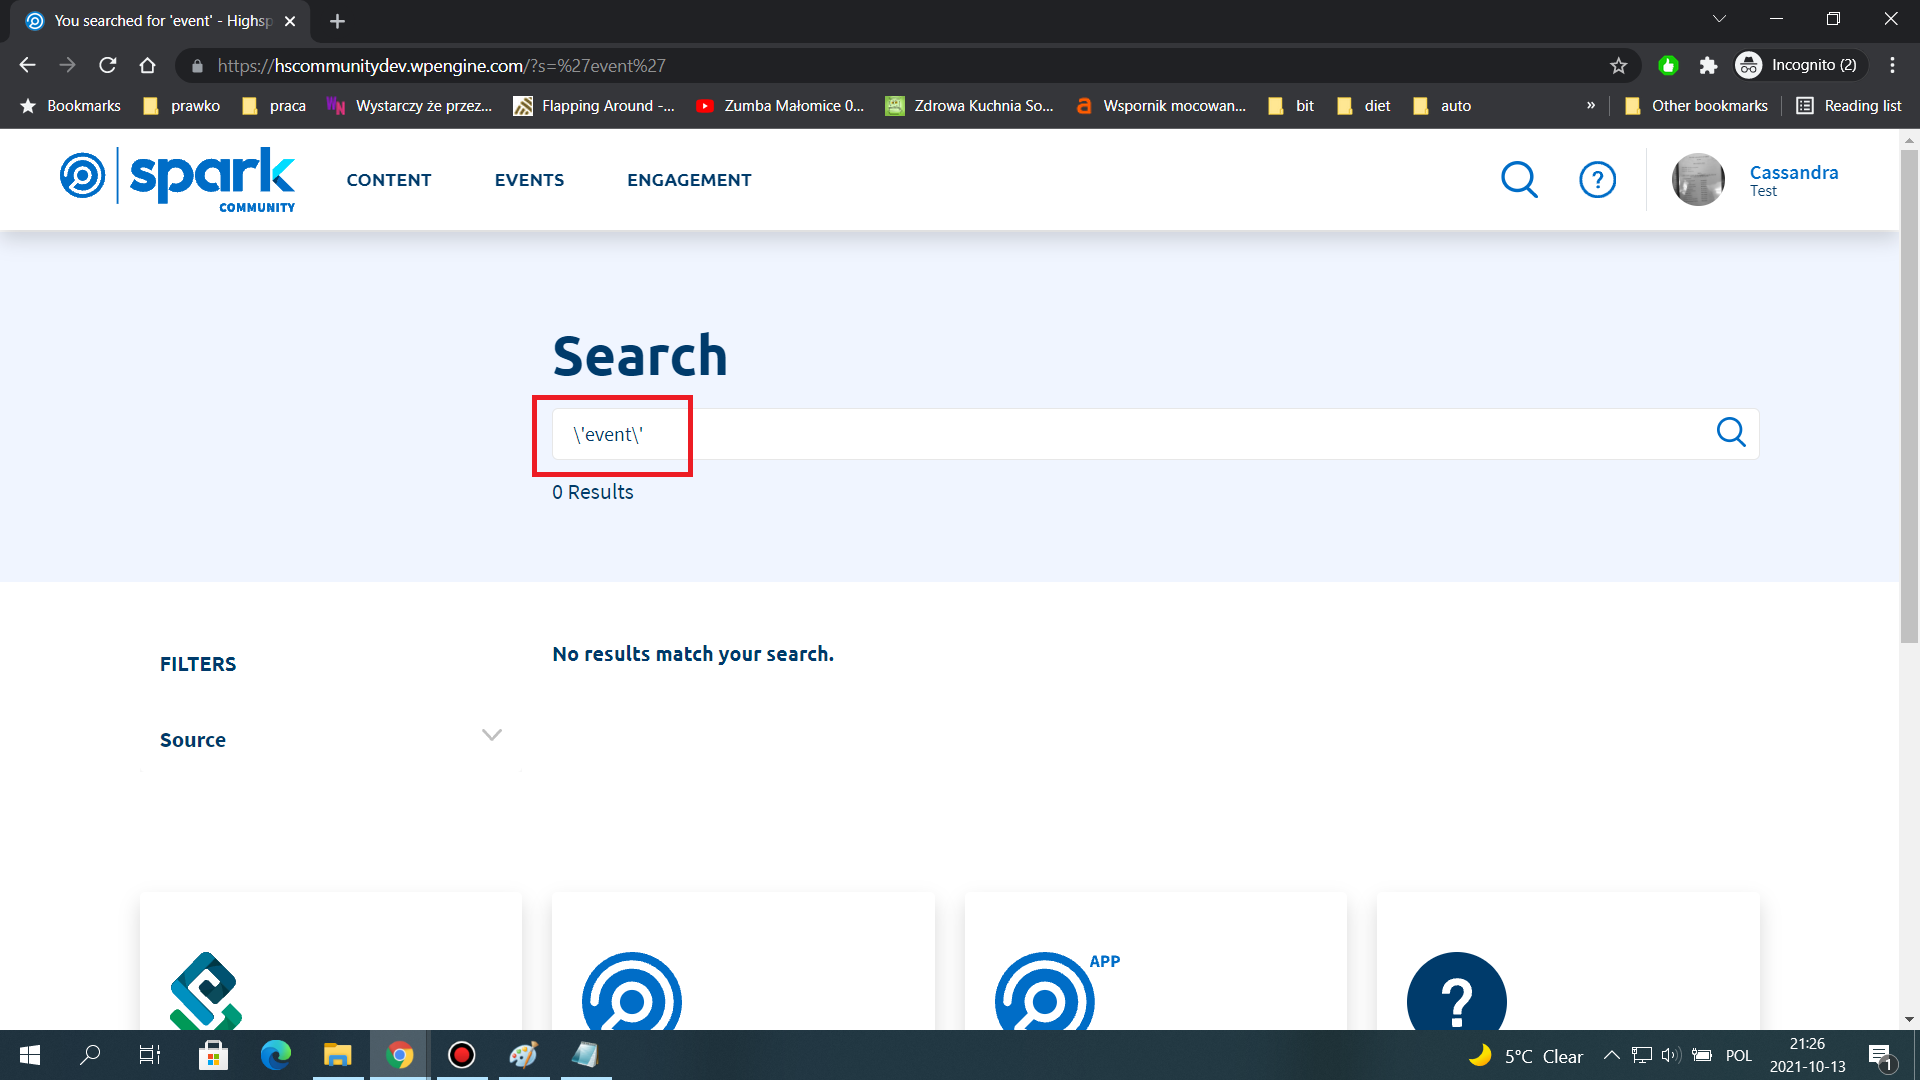 You searched for 'event' - Highsp
https://hscommunitydev.wpengine.com/?s=%27event%27
Incognito (2)
Bookmarks
prawko
praca
WN
Wystarczy że przez...
Flapping Around -...
Zumba Małomice 0...
Zdrowa Kuchnia So...
a
Wspornik mocowan...
bit
diet
auto
»
Other bookmarks
Reading list
spark
COMMUNITY
CONTENT
EVENTS
ENGAGEMENT
?
Cassandra
Test
Search
\'event\'
0 Results
FILTERS
No results match your search.
Source
APP
?
5°C Clear
POL
21:26
2021-10-13
1